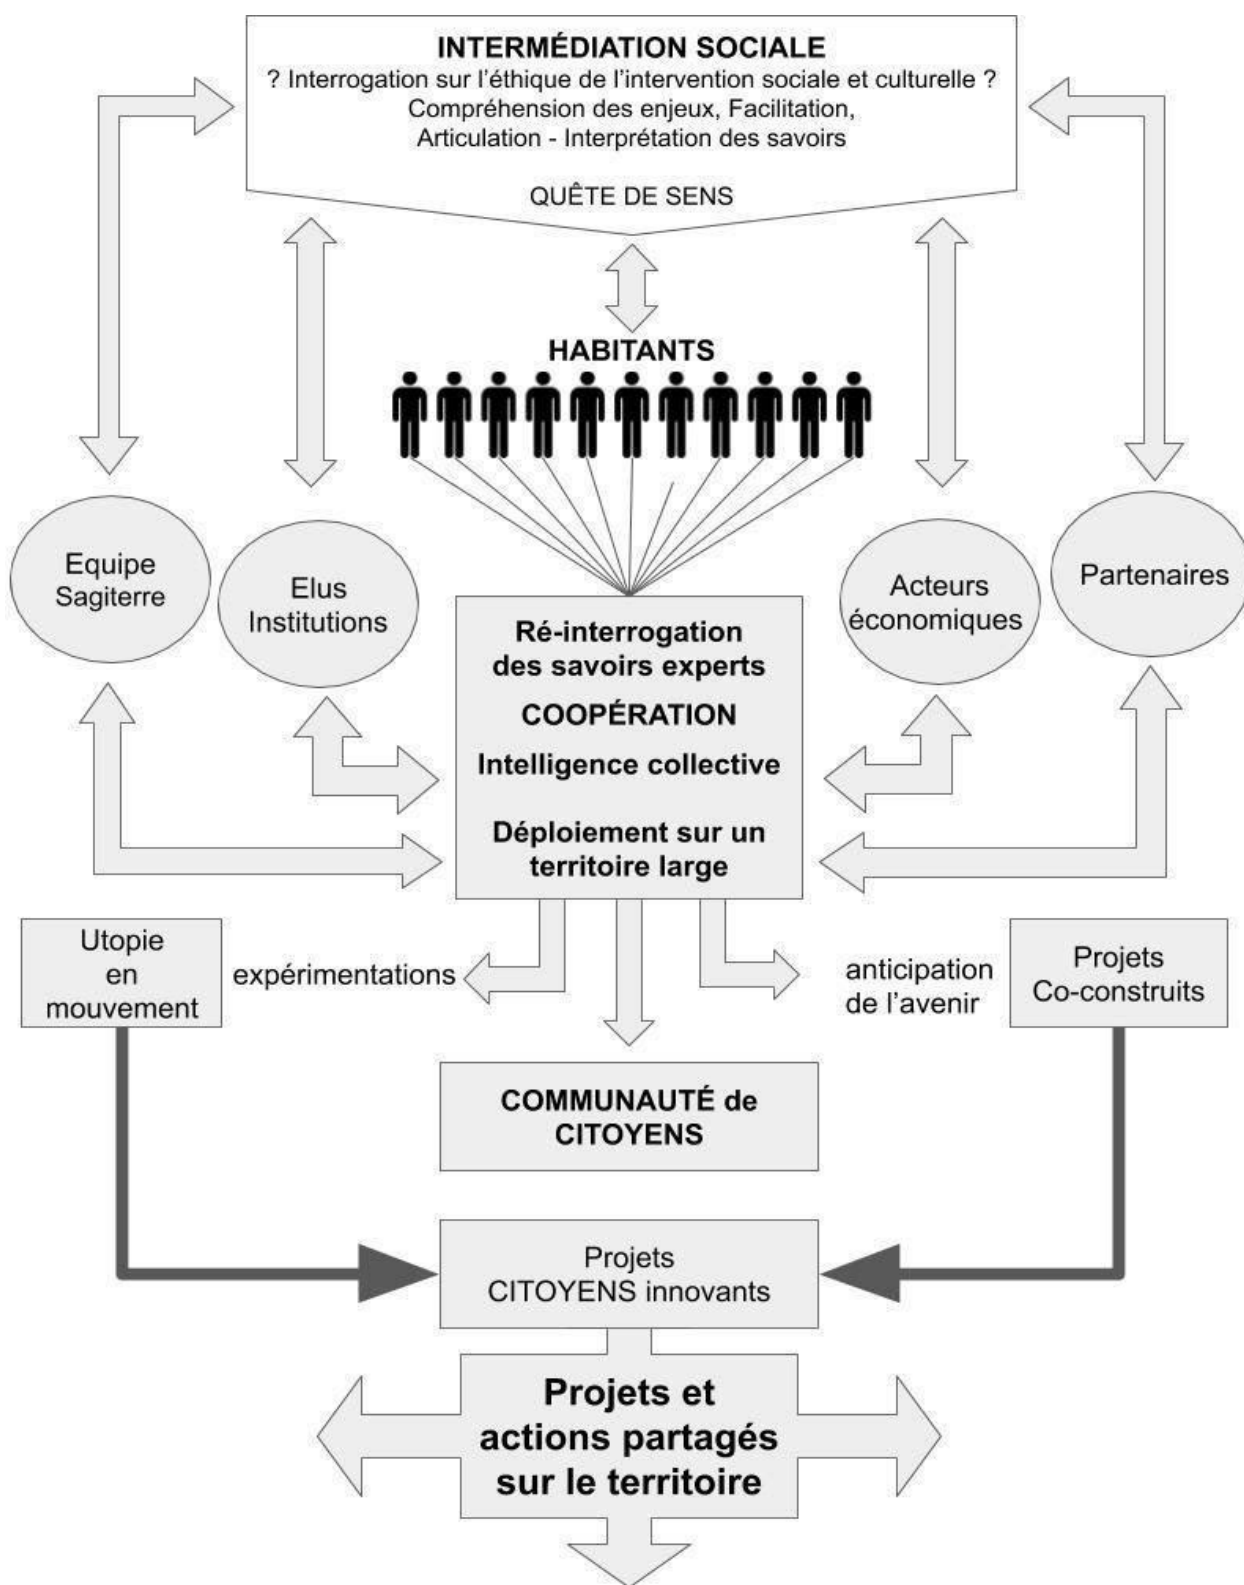 INTERMÉDIATION SOCIALE
? Interrogation sur l’éthique de l’intervention sociale et culturelle ?
Compréhension des enjeux, Facilitation,
Articulation - Interprétation des savoirs
QUÊTE DE SENS
HABITANTS
Equipe
Sagiterre
Elus
Institutions
Acteurs
économiques
Partenaires
Ré-interrogation
des savoirs experts
COOPÉRATION
Intelligence collective
Déploiement sur un
territoire large
Utopie
en
mouvement
expérimentations
anticipation
de l’avenir
Projets
Co-construits
COMMUNAUTÉ de
CITOYENS
Projets
CITOYENS innovants
Projets et
actions partagés
sur le territoire